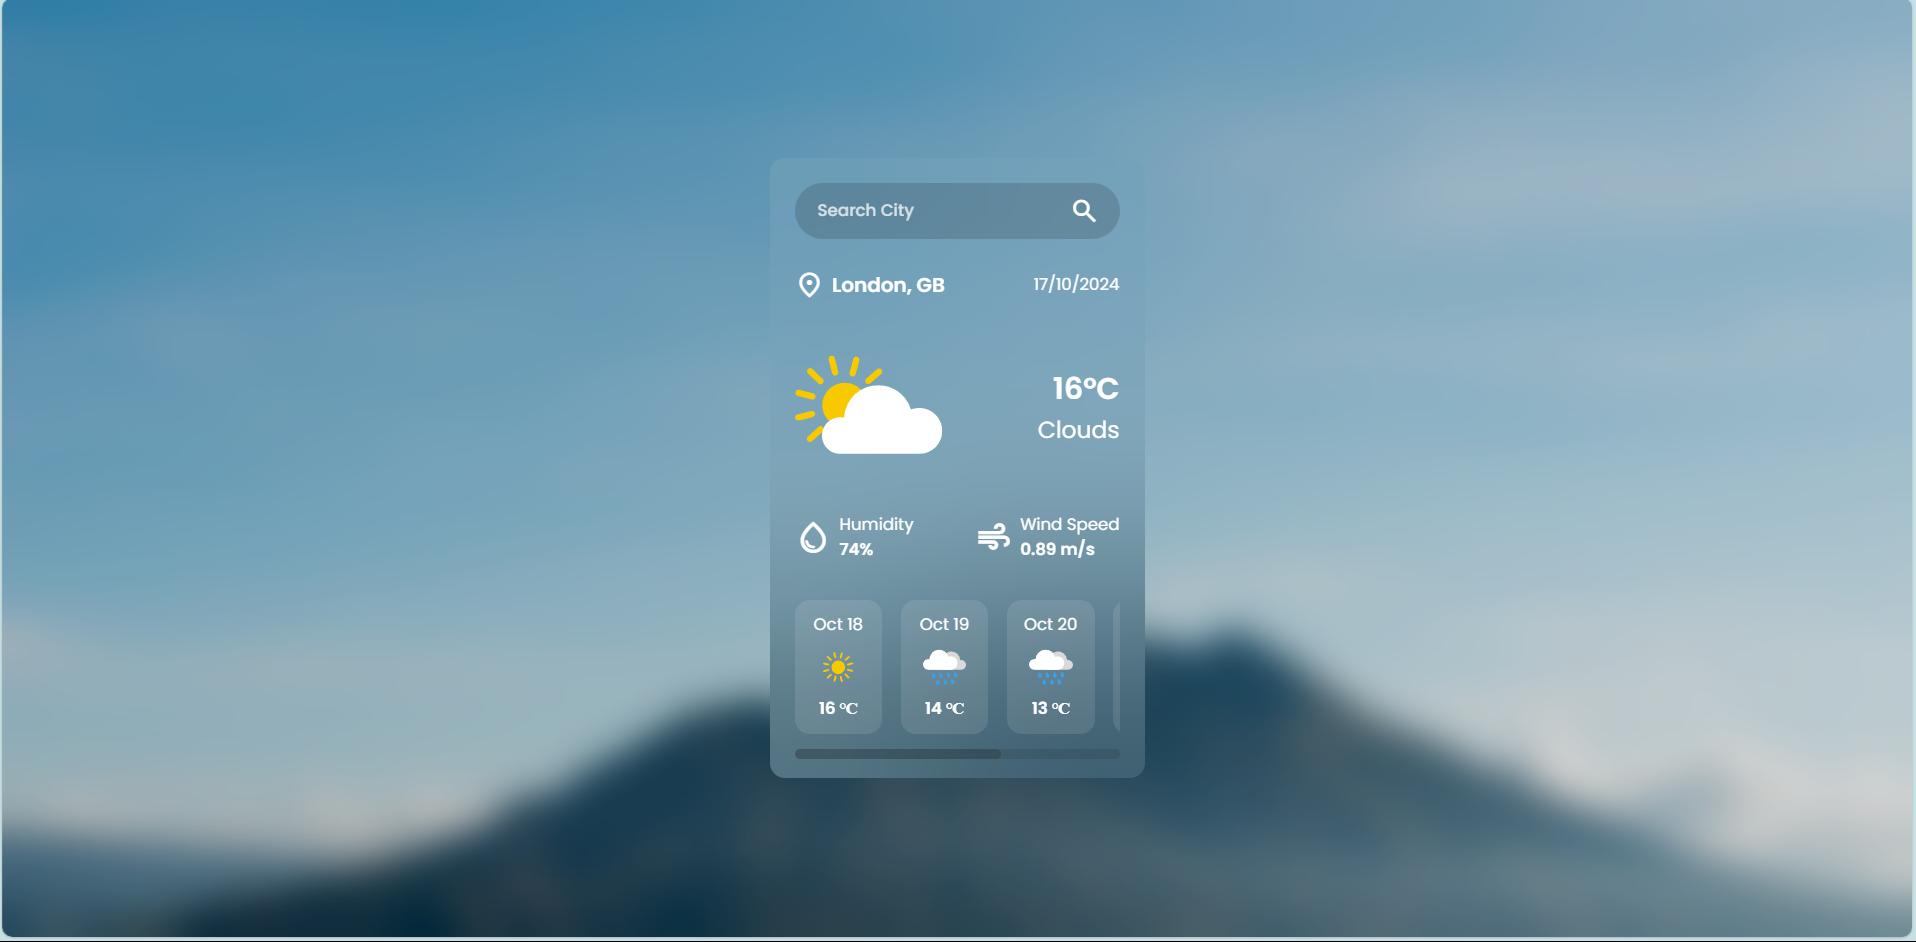 Search City
London, GB 17/10/2024
16°C
Clouds
Humidity Wind Speed
74% 0.89 m/s
Oct 18 Oct 19 Oct 20
16 °C 14 °C 13 °C